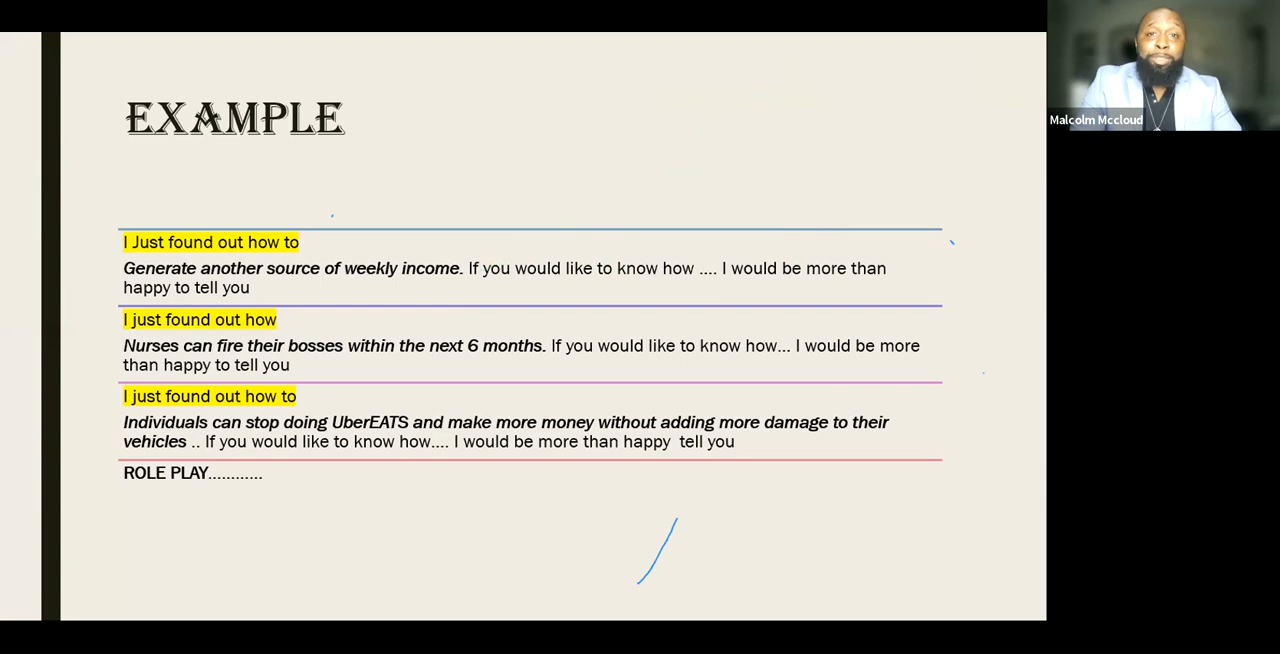 EXAMPLE
I Just found out how to
Generate another source of weekly income. If you would like to know how .... I would be more than
happy to tell you
I just found out how
Nurses can fire their bosses within the next 6 months. If you would like to know how... I would be more
than happy to tell you
I just found out how to
Individuals can stop doing UberEATS and make more money without adding more damage to their
vehicles .. If you would like to know how.... I would be more than happy  tell you
ROLE PLAY............
Malcolm Mccloud